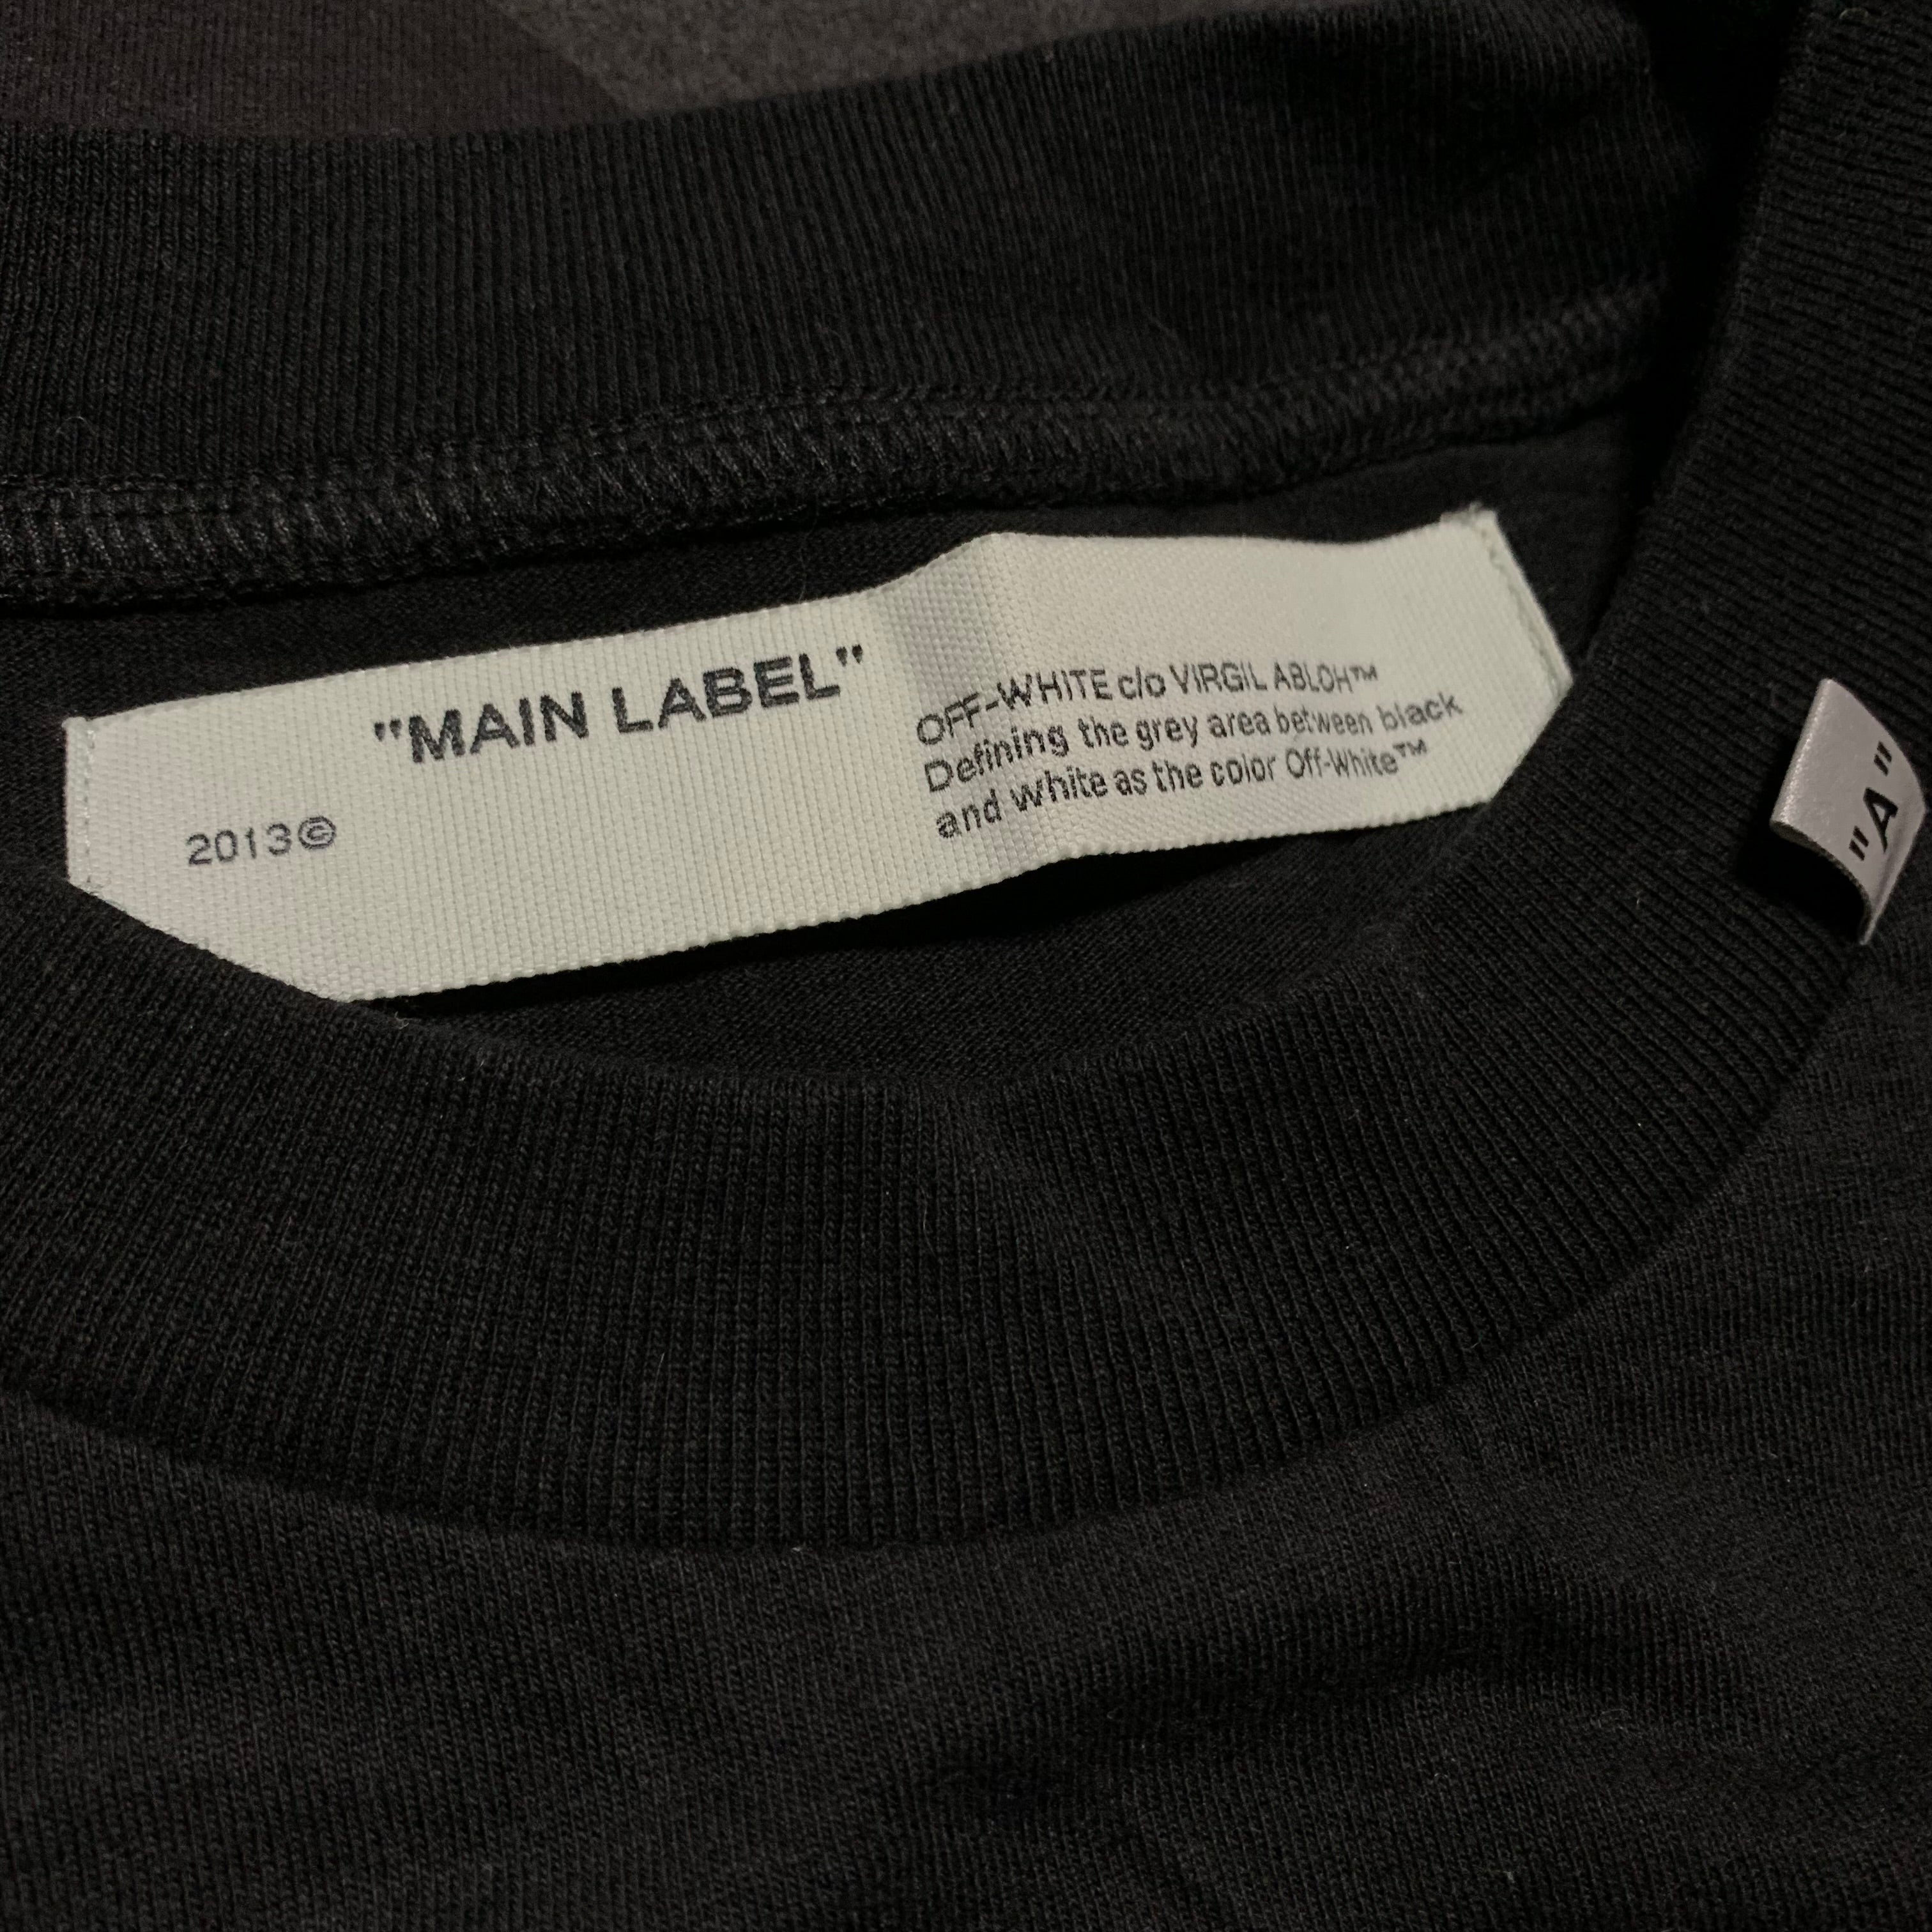 "MAIN LABEL"
2013©
OFF-WHITE c/o VIRGIL ABLOH™
Defining the grey area between black
and white as the color Off-White™
"A"